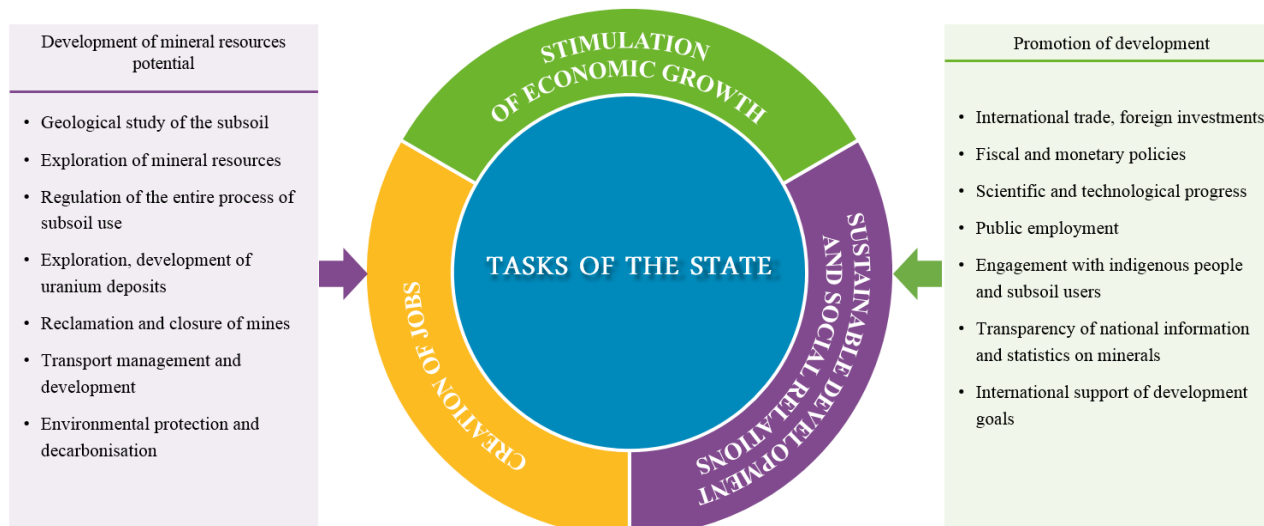 Development of mineral resources
potential
• Geological study of the subsoil
• Exploration of mineral resources
• Regulation of the entire process of
subsoil use
• Exploration, development of
uranium deposits
• Reclamation and closure of mines
• Transport management and
development
• Environmental protection and
decarbonisation
STIMULATION
OF ECONOMIC GROWTH
CREATION OF JOBS
TASKS OF THE STATE
SUSTAINABLE DEVELOPMENT
AND SOCIAL RELATIONS
Promotion of development
• International trade, foreign investments
• Fiscal and monetary policies
• Scientific and technological progress
• Public employment
• Engagement with indigenous people
and subsoil users
• Transparency of national information
and statistics on minerals
• International support of development
goals